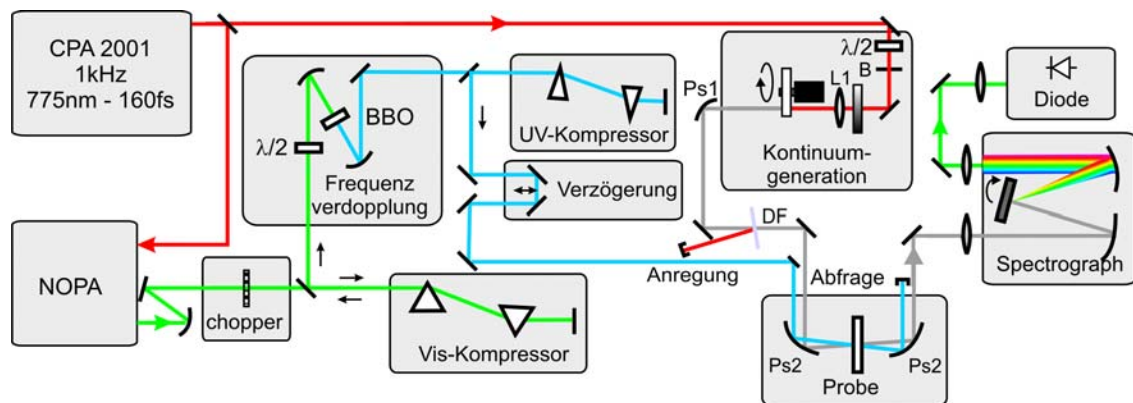 CPA 2001
1kHz
775nm - 160fs
λ/2
BBO
Frequenz
verdopplung
UV-Kompressor
Verzögerung
Ps1
λ/2
B
L1
Kontinuum-
generation
Diode
Spectrograph
DF
Anregung
Abfrage
NOPA
chopper
Vis-Kompressor
Ps2
Ps2
Probe